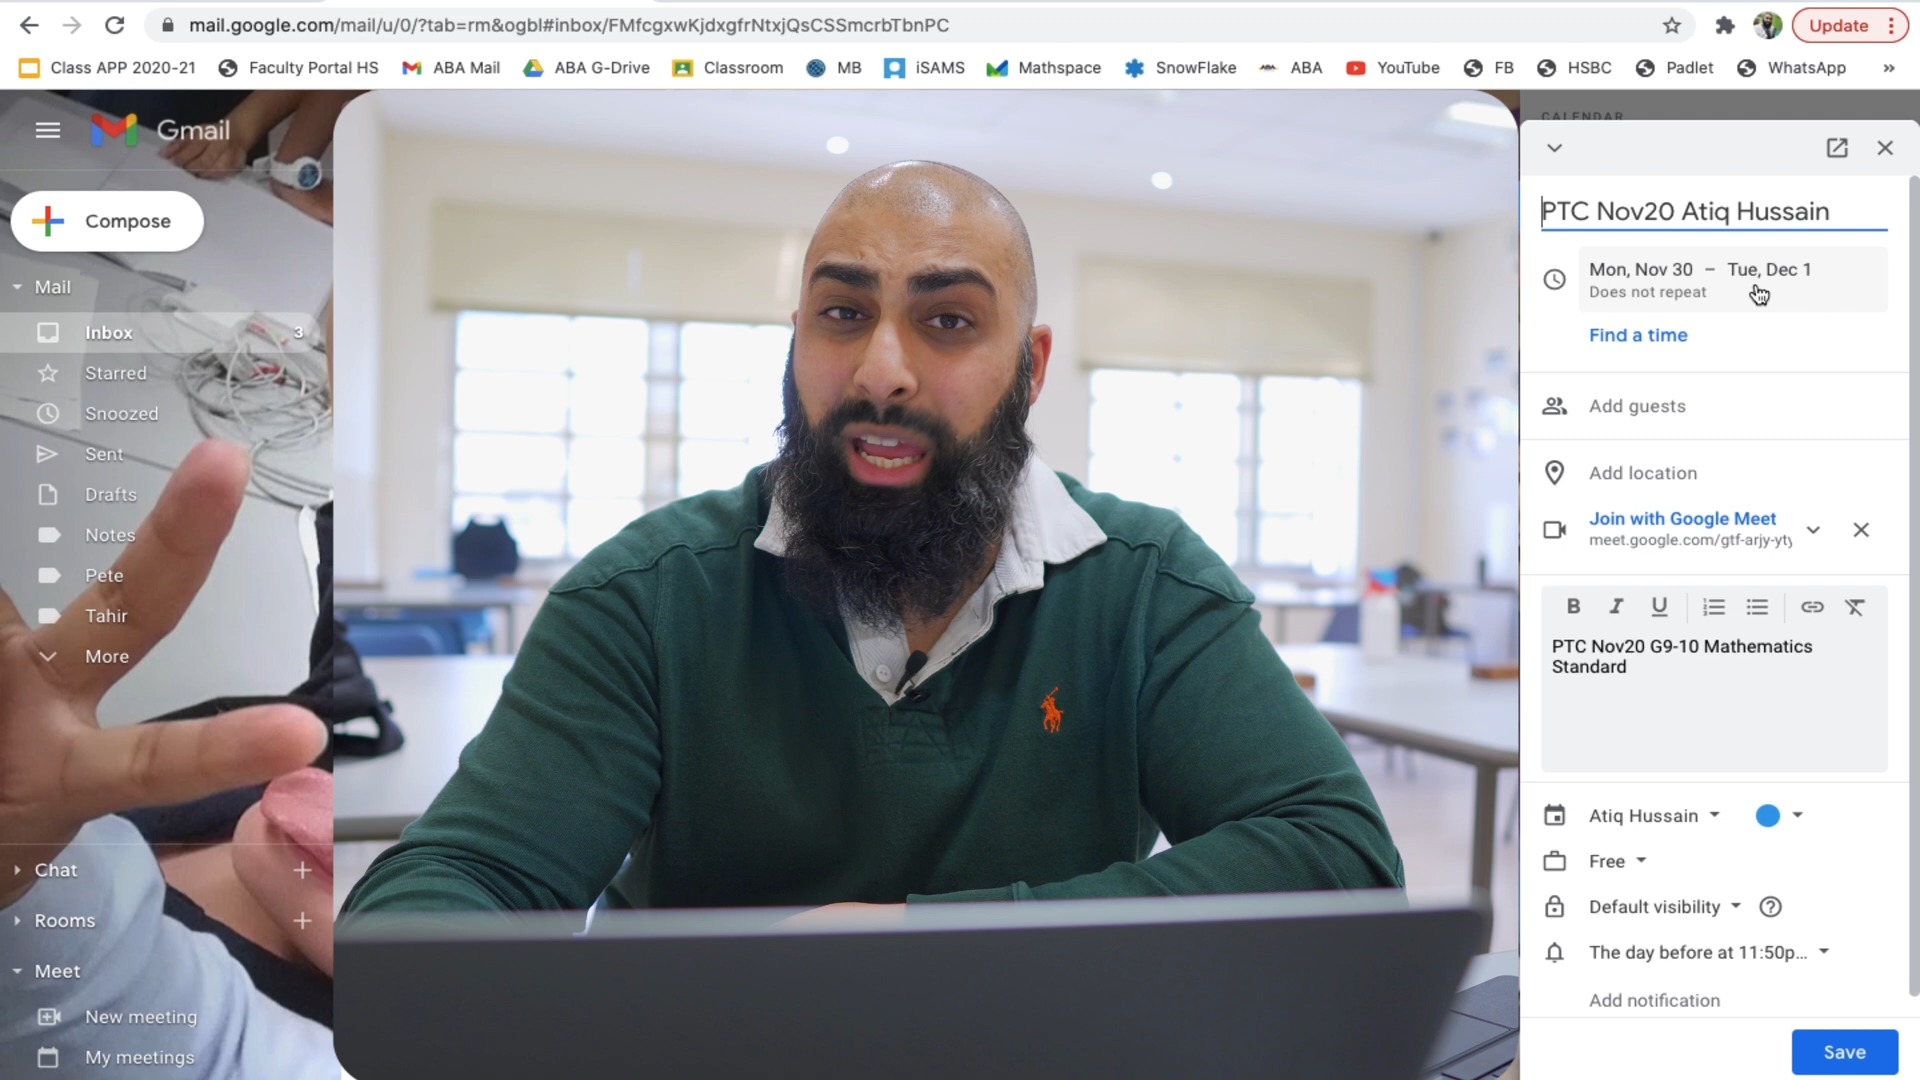 mail.google.com/mail/u/0/?tab=rm&ogbl#inbox/FMfcgxwKjdxgfrNtxjQsCSSmcrbTbnPC
Update
Class APP 2020-21
Faculty Portal HS
ABA Mail
ABA G-Drive
Classroom
MB
iSAMS
Mathspace
SnowFlake
ABA
YouTube
FB
HSBC
Padlet
WhatsApp
»
Gmail
Compose
Mail
Inbox 3
Starred
Snoozed
Sent
Drafts
Notes
Pete
Tahir
More
Chat
Rooms
Meet
New meeting
My meetings
CALENDAR
PTC Nov20 Atiq Hussain
Mon, Nov 30 – Tue, Dec 1
Does not repeat
Find a time
Add guests
Add location
Join with Google Meet
meet.google.com/gtf-arjy-yty
B I U
PTC Nov20 G9-10 Mathematics
Standard
Atiq Hussain
Free
Default visibility
The day before at 11:50p...
Add notification
Save